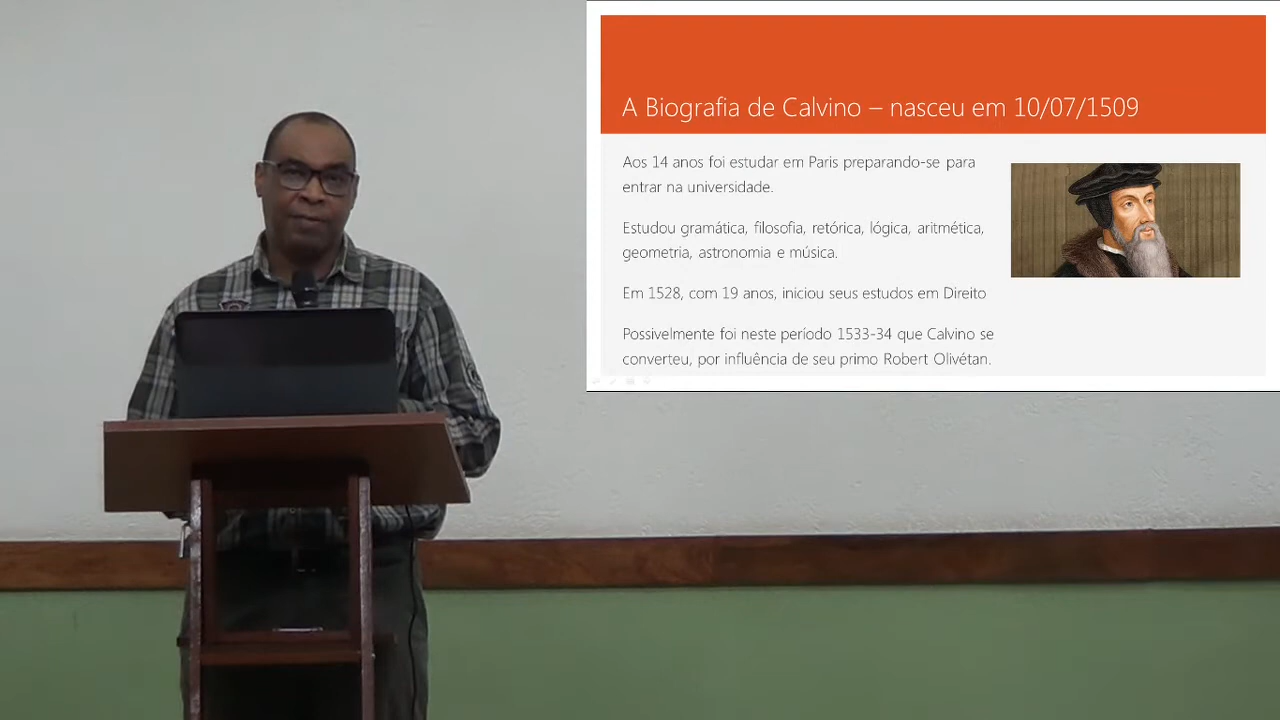 A Biografia de Calvino – nasceu em 10/07/1509
Aos 14 anos foi estudar em Paris preparando-se para
entrar na universidade.
Estudou gramática, filosofia, retórica, lógica, aritmética,
geometria, astronomia e música.
Em 1528, com 19 anos, iniciou seus estudos em Direito
Possivelmente foi neste período 1533-34 que Calvino se
converteu, por influência de seu primo Robert Olivétan.